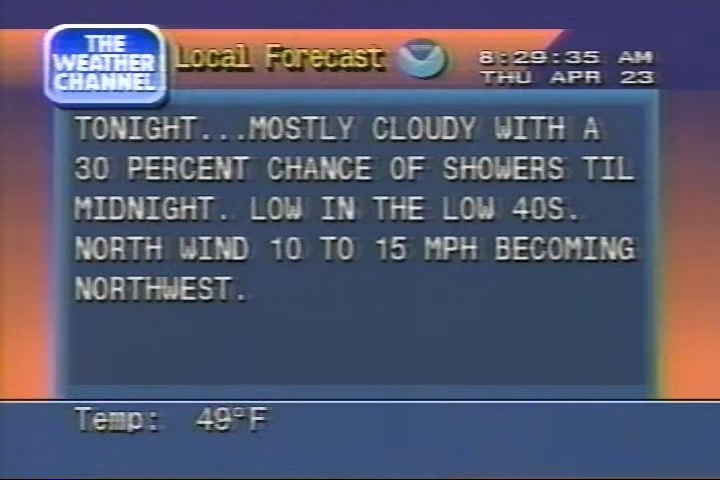 THE
WEATHER
CHANNEL
Local Forecast
8:29:35 AM
THU APR 23
TONIGHT...MOSTLY CLOUDY WITH A
30 PERCENT CHANCE OF SHOWERS TIL
MIDNIGHT. LOW IN THE LOW 40S.
NORTH WIND 10 TO 15 MPH BECOMING
NORTHWEST.
Temp: 49°F